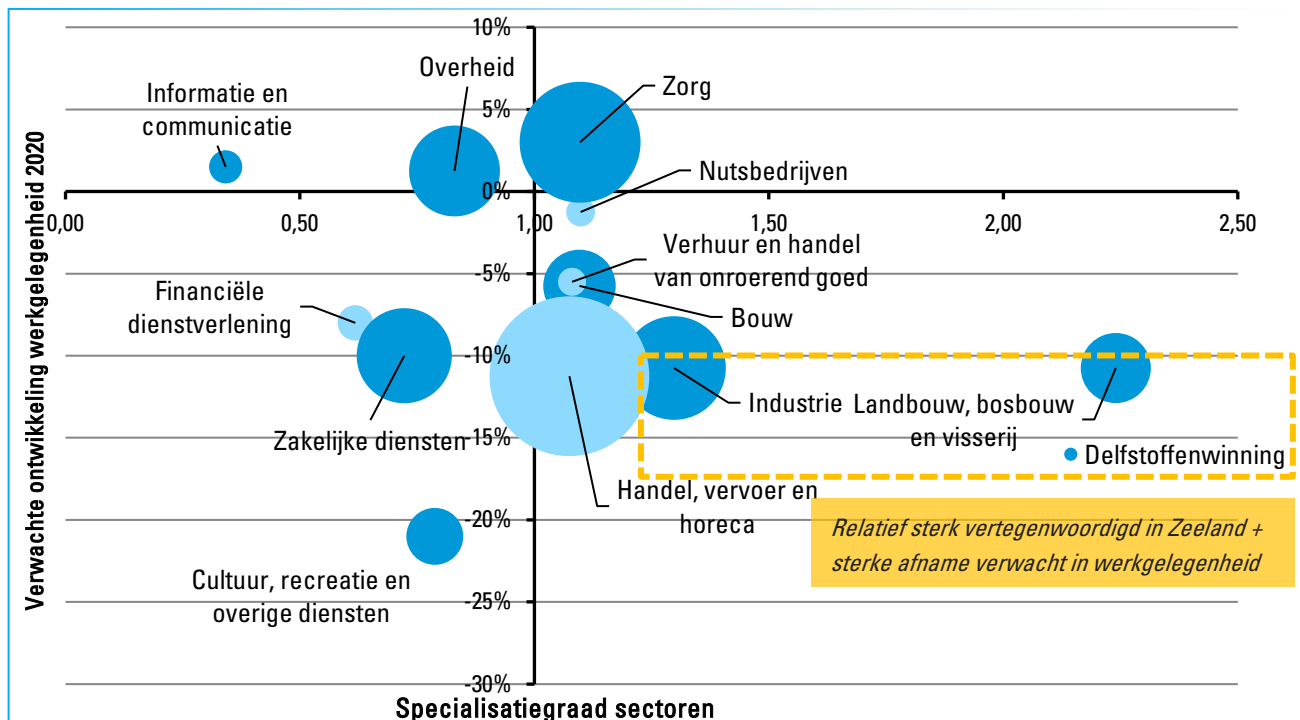 10%
Overheid
Zorg
Informatie en
communicatie
5%
Nutsbedrijven
0%
0,00
0,50
1,00
1,50
2,00
2,50
Verhuur en handel
van onroerend goed
-5%
Financiële
dienstverlening
Bouw
-10%
Industrie
Landbouw, bosbouw
en visserij
Zakelijke diensten
-15%
Delfstoffenwinning
Handel, vervoer en
horeca
-20%
Relatief sterk vertegenwoordigd in Zeeland +
sterke afname verwacht in werkgelegenheid
Cultuur, recreatie en
overige diensten
-25%
-30%
Verwachte ontwikkeling werkgelegenheid 2020
Specialisatiegraad sectoren